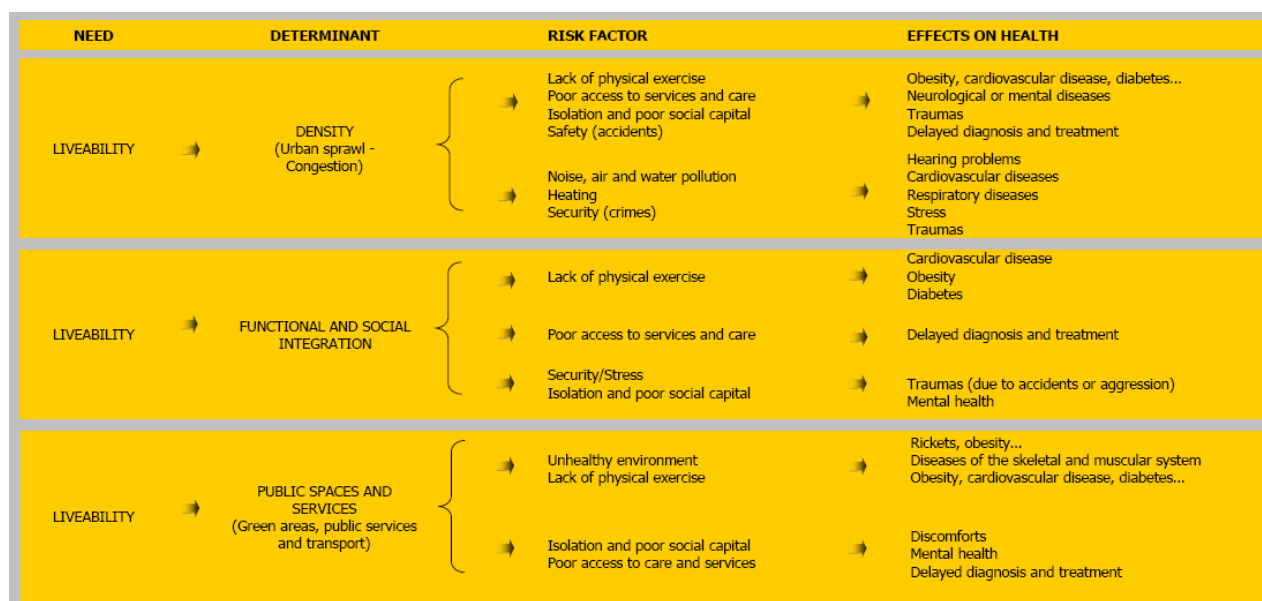 NEED DETERMINANT RISK FACTOR EFFECTS ON HEALTH
LIVEABILITY
DENSITY
(Urban sprawl -
Congestion)
Lack of physical exercise
Poor access to services and care
Isolation and poor social capital
Safety (accidents)
Obesity, cardiovascular disease, diabetes...
Neurological or mental diseases
Traumas
Delayed diagnosis and treatment
Noise, air and water pollution
Heating
Security (crimes)
Hearing problems
Cardiovascular diseases
Respiratory diseases
Stress
Traumas
LIVEABILITY
FUNCTIONAL AND SOCIAL
INTEGRATION
Lack of physical exercise
Cardiovascular disease
Obesity
Diabetes
Poor access to services and care
Delayed diagnosis and treatment
Security/Stress
Isolation and poor social capital
Traumas (due to accidents or aggression)
Mental health
LIVEABILITY
PUBLIC SPACES AND
SERVICES
(Green areas, public services
and transport)
Unhealthy environment
Lack of physical exercise
Rickets, obesity...
Diseases of the skeletal and muscular system
Obesity, cardiovascular disease, diabetes...
Isolation and poor social capital
Poor access to care and services
Discomforts
Mental health
Delayed diagnosis and treatment